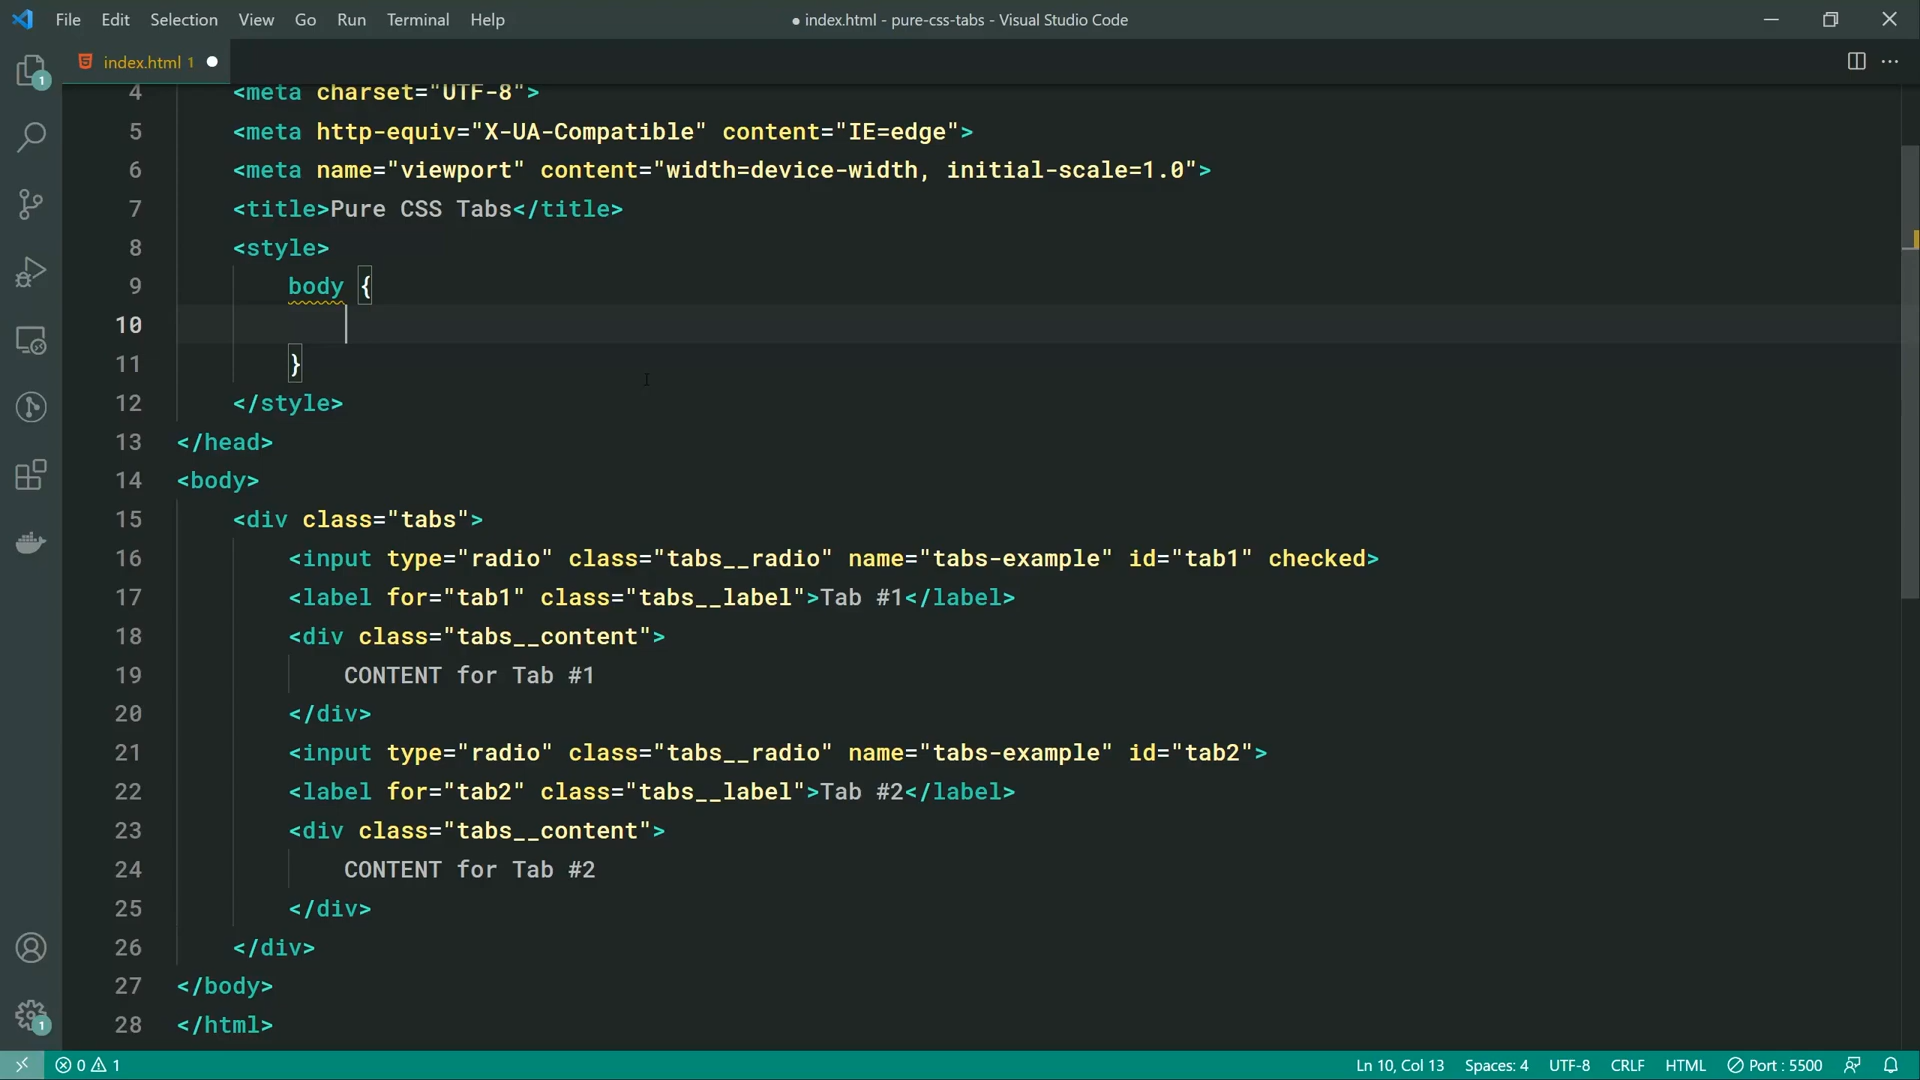 File Edit Selection View Go Run Terminal Help
● index.html - pure-css-tabs - Visual Studio Code
1
index.html 1
4 <meta charset="UTF-8">
5 <meta http-equiv="X-UA-Compatible" content="IE=edge">
6 <meta name="viewport" content="width=device-width, initial-scale=1.0">
7 <title>Pure CSS Tabs</title>
8 <style>
9 body {
10
11 }
12 </style>
13 </head>
14 <body>
15 <div class="tabs">
16 <input type="radio" class="tabs__radio" name="tabs-example" id="tab1" checked>
17 <label for="tab1" class="tabs__label">Tab #1</label>
18 <div class="tabs__content">
19 CONTENT for Tab #1
20 </div>
21 <input type="radio" class="tabs__radio" name="tabs-example" id="tab2">
22 <label for="tab2" class="tabs__label">Tab #2</label>
23 <div class="tabs__content">
24 CONTENT for Tab #2
25 </div>
26 </div>
27 </body>
28 </html>
1
0 1
Ln 10, Col 13 Spaces: 4 UTF-8 CRLF HTML Port : 5500